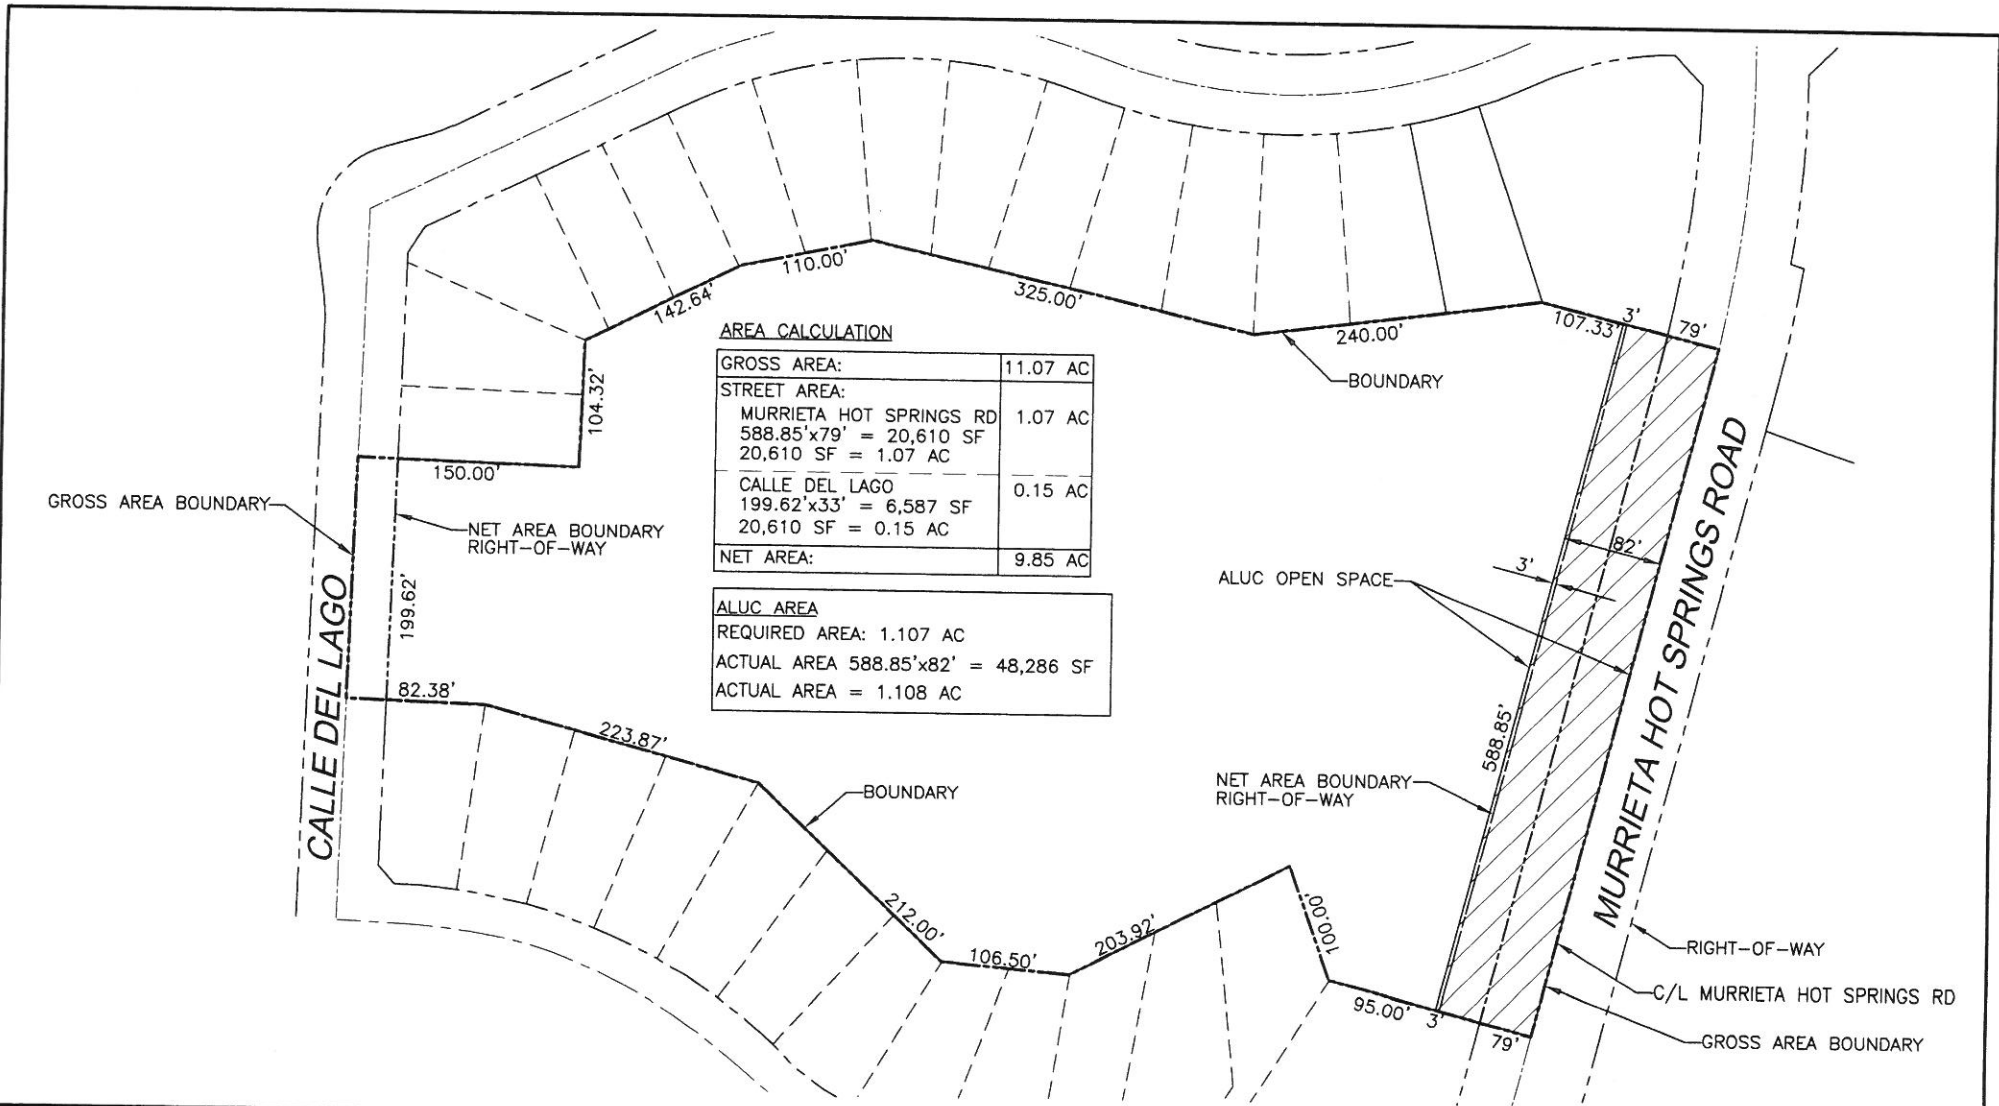 110.00'
142.64'
325.00'
240.00'
107.33'
3'
79'
BOUNDARY
104.32'
150.00'
AREA CALCULATION
GROSS AREA: 11.07 AC
STREET AREA:
MURRIETA HOT SPRINGS RD 1.07 AC
588.85'x79' = 20,610 SF
20,610 SF = 1.07 AC
CALLE DEL LAGO 0.15 AC
199.62'x33' = 6,587 SF
20,610 SF = 0.15 AC
NET AREA: 9.85 AC
ALUC AREA
REQUIRED AREA: 1.107 AC
ACTUAL AREA 588.85'x82' = 48,286 SF
ACTUAL AREA = 1.108 AC
GROSS AREA BOUNDARY
NET AREA BOUNDARY
RIGHT-OF-WAY
199.62'
CALLE DEL LAGO
82.38'
223.87'
BOUNDARY
212.00'
106.50'
203.92'
100.00'
95.00'
3'
79'
82'
3'
ALUC OPEN SPACE
588.85'
NET AREA BOUNDARY
RIGHT-OF-WAY
MURRIETA HOT SPRINGS ROAD
RIGHT-OF-WAY
C/L MURRIETA HOT SPRINGS RD
GROSS AREA BOUNDARY